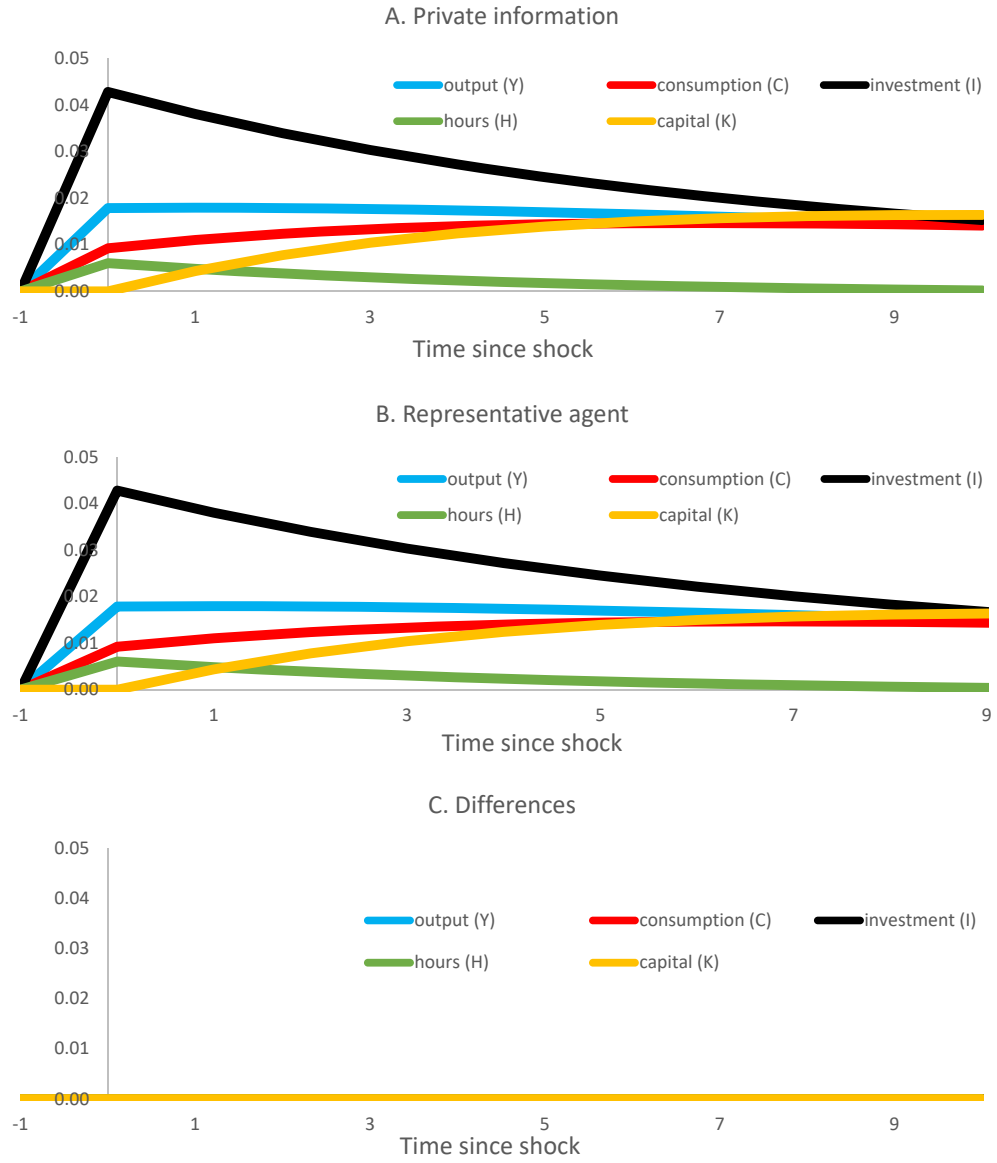 A. Private information
0.05
output (Y) consumption (C) investment (I)
0.04
hours (H) capital (K)
0.03
0.02
0.01
0.00
-1 1 3 5 7 9
Time since shock
B. Representative agent
0.05
output (Y) consumption (C) investment (I)
0.04
hours (H) capital (K)
0.03
0.02
0.01
0.00
-1 1 3 5 7 9
Time since shock
C. Differences
0.05
0.04
output (Y) consumption (C) investment (I)
0.03
hours (H) capital (K)
0.02
0.01
0.00
-1 1 3 5 7 9
Time since shock